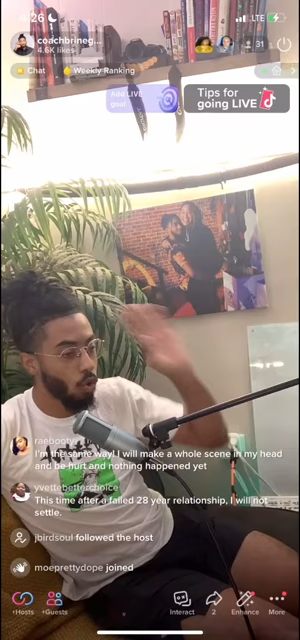 4:26
LTE
coachbrineg...
4.6K likes
31
Chat
Weekly Ranking
Add LIVE
goal
Tips for
going LIVE
I'm the same way! I will make a whole scene in my head
and be hurt and nothing happened yet
yvettebetterchoice
This time after a failed 28 year relationship, I will not
settle.
jbirdsoul followed the host
moeprettydope joined
+Hosts
+Guests
Interact
2
Enhance
More